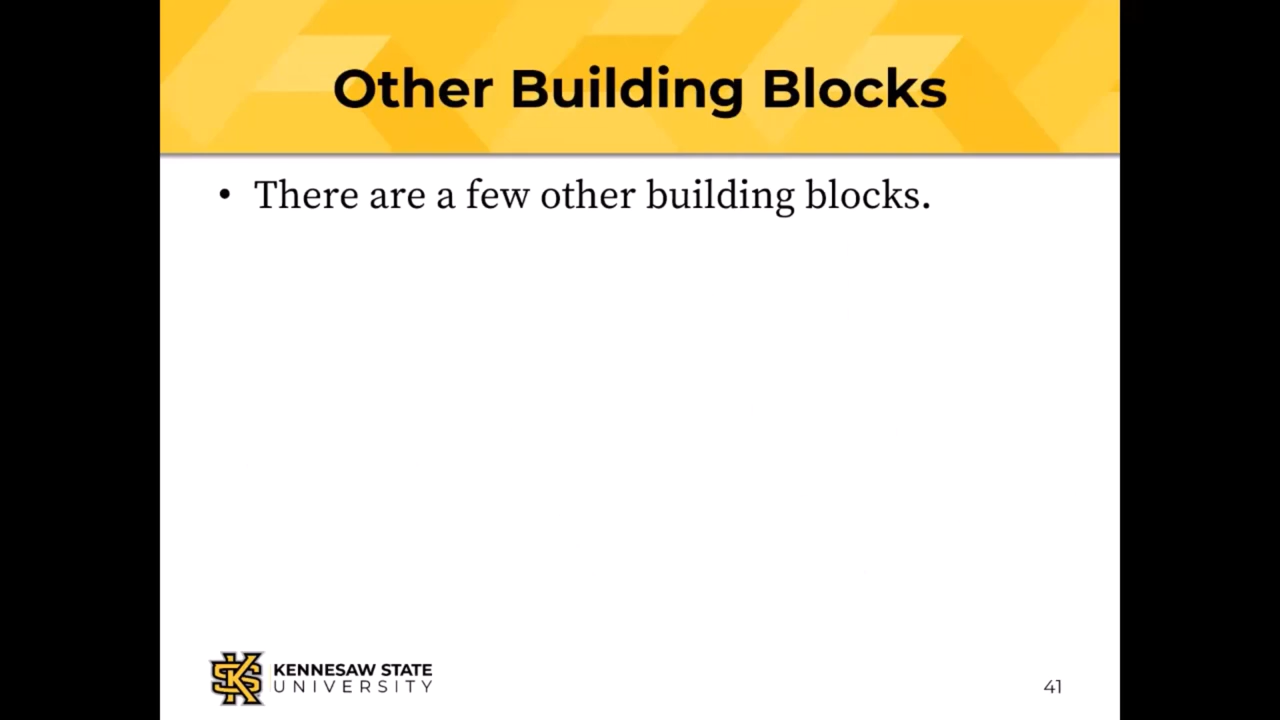 Other Building Blocks
• There are a few other building blocks.
KENNESAW STATE
UNIVERSITY
41